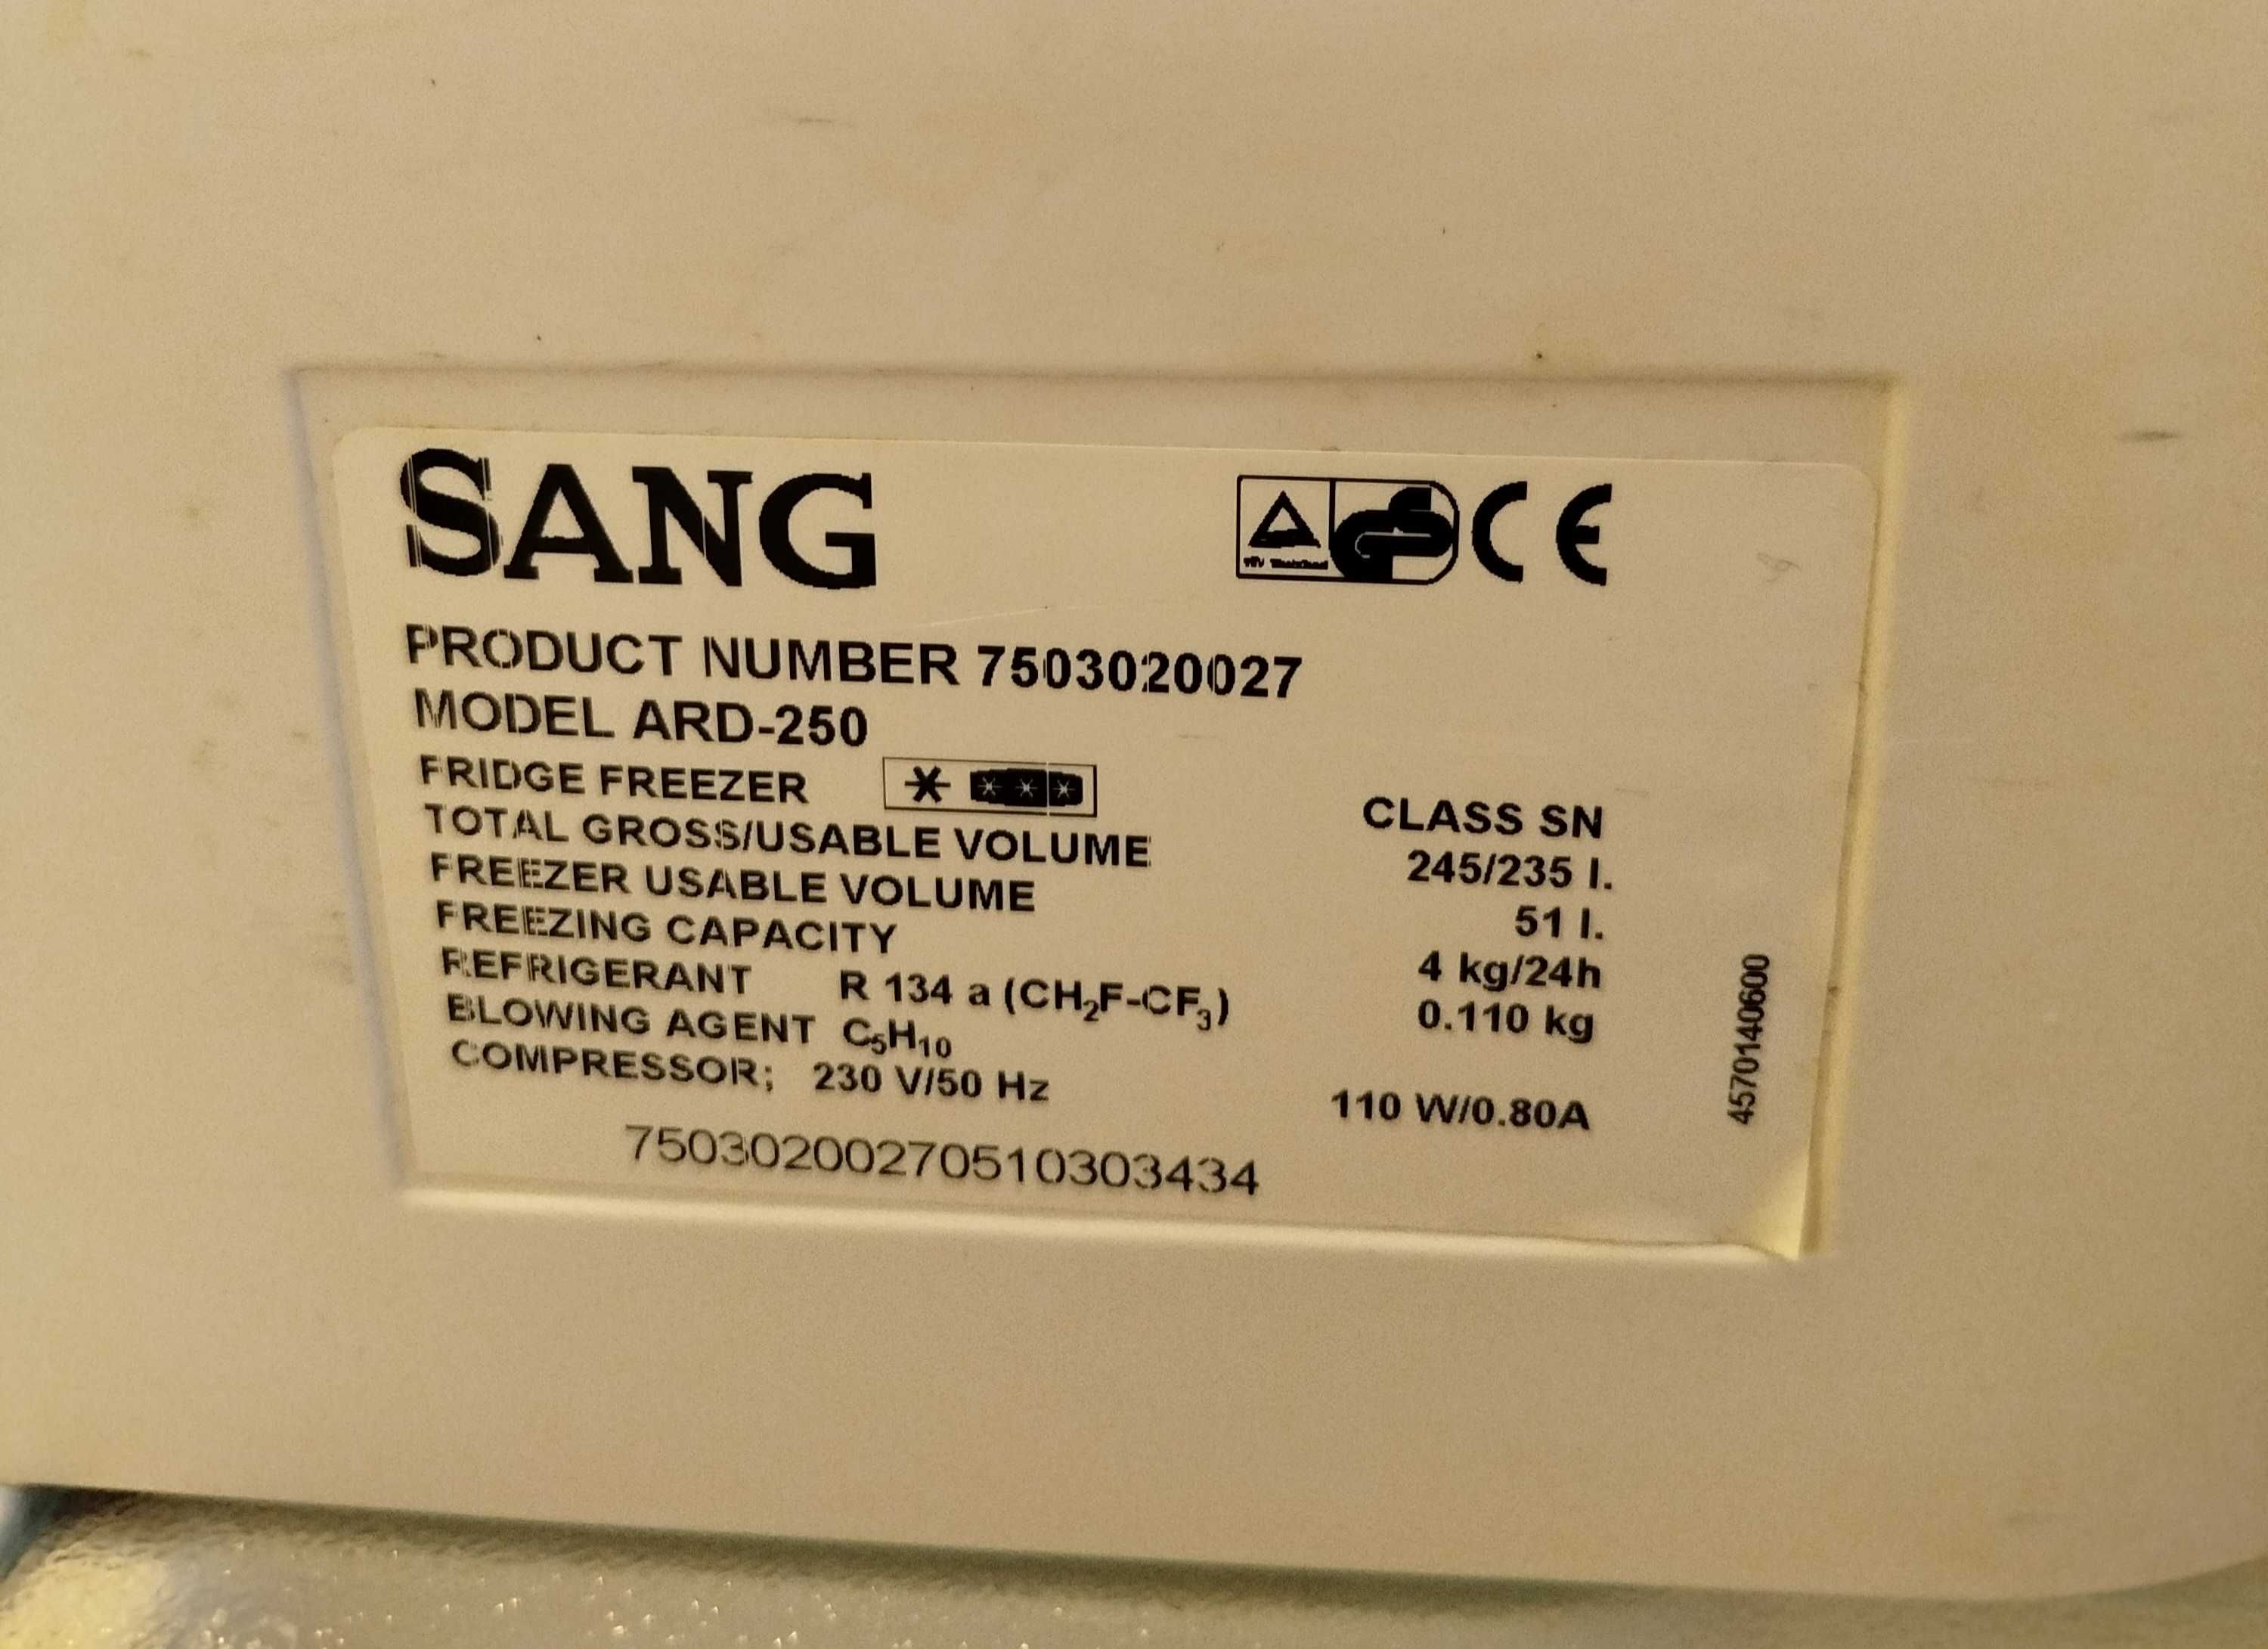 SANG
CE
PRODUCT NUMBER 7503020027
MODEL ARD-250
FRIDGE FREEZER
CLASS SN
TOTAL GROSS/USABLE VOLUME 245/235 l.
FREEZER USABLE VOLUME 51 l.
FREEZING CAPACITY 4 kg/24h
REFRIGERANT R 134 a (CH₂F-CF₃) 0.110 kg
BLOWING AGENT C₅H₁₀
COMPRESSOR; 230 V/50 Hz 110 W/0.80A
75030200270510303434
4570140600